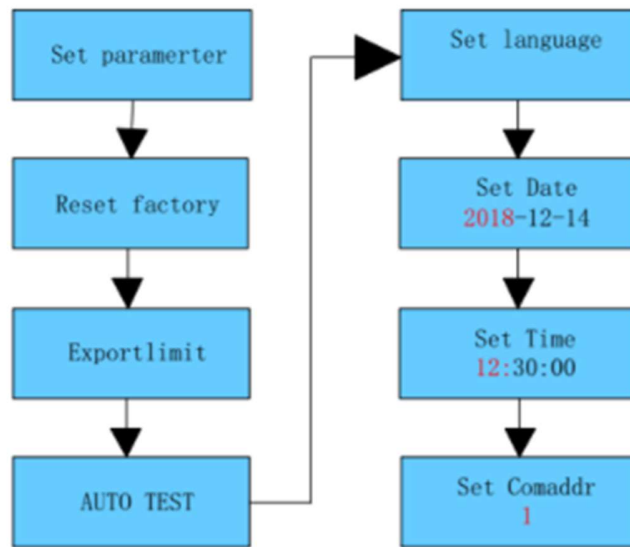 Set paramerter
Reset factory
Exportlimit
AUTO TEST
Set language
Set Date
2018-12-14
Set Time
12:30:00
Set Comaddr
1